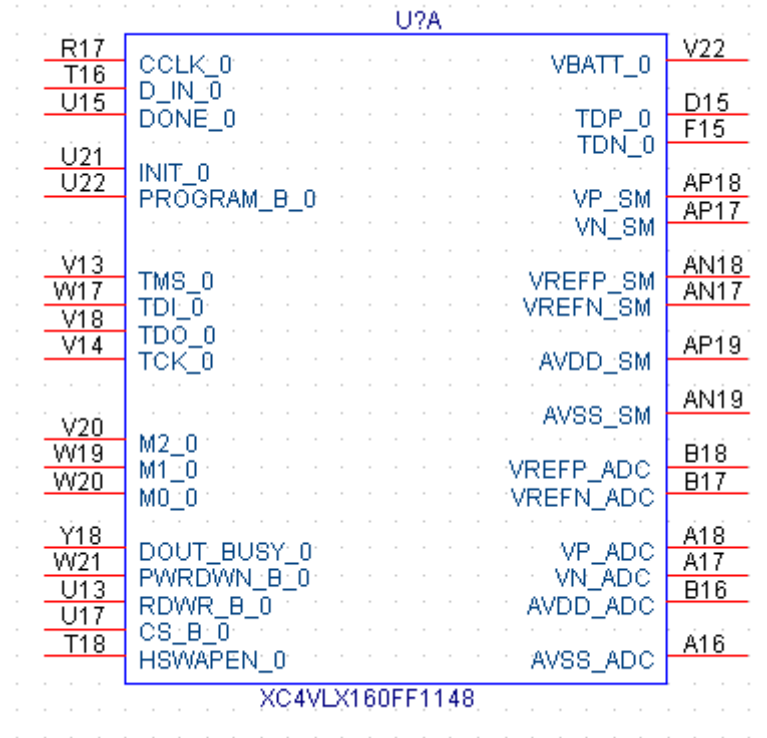 U?A
R17 CCLK_0 VBATT_0 V22
T16 D_IN_0
U15 DONE_0 TDP_0 D15
TDN_0 F15
U21 INIT_0
U22 PROGRAM_B_0 VP_SM AP18
VN_SM AP17
V13 TMS_0 VREFP_SM AN18
W17 TDI_0 VREFN_SM AN17
V18 TDO_0
V14 TCK_0 AVDD_SM AP19
AVSS_SM AN19
V20 M2_0
W19 M1_0 VREFP_ADC B18
W20 M0_0 VREFN_ADC B17
Y18 DOUT_BUSY_0 VP_ADC A18
W21 PWRDWN_B_0 VN_ADC A17
U13 RDWR_B_0 AVDD_ADC B16
U17 CS_B_0
T18 HSWAPEN_0 AVSS_ADC A16
XC4VLX160FF1148